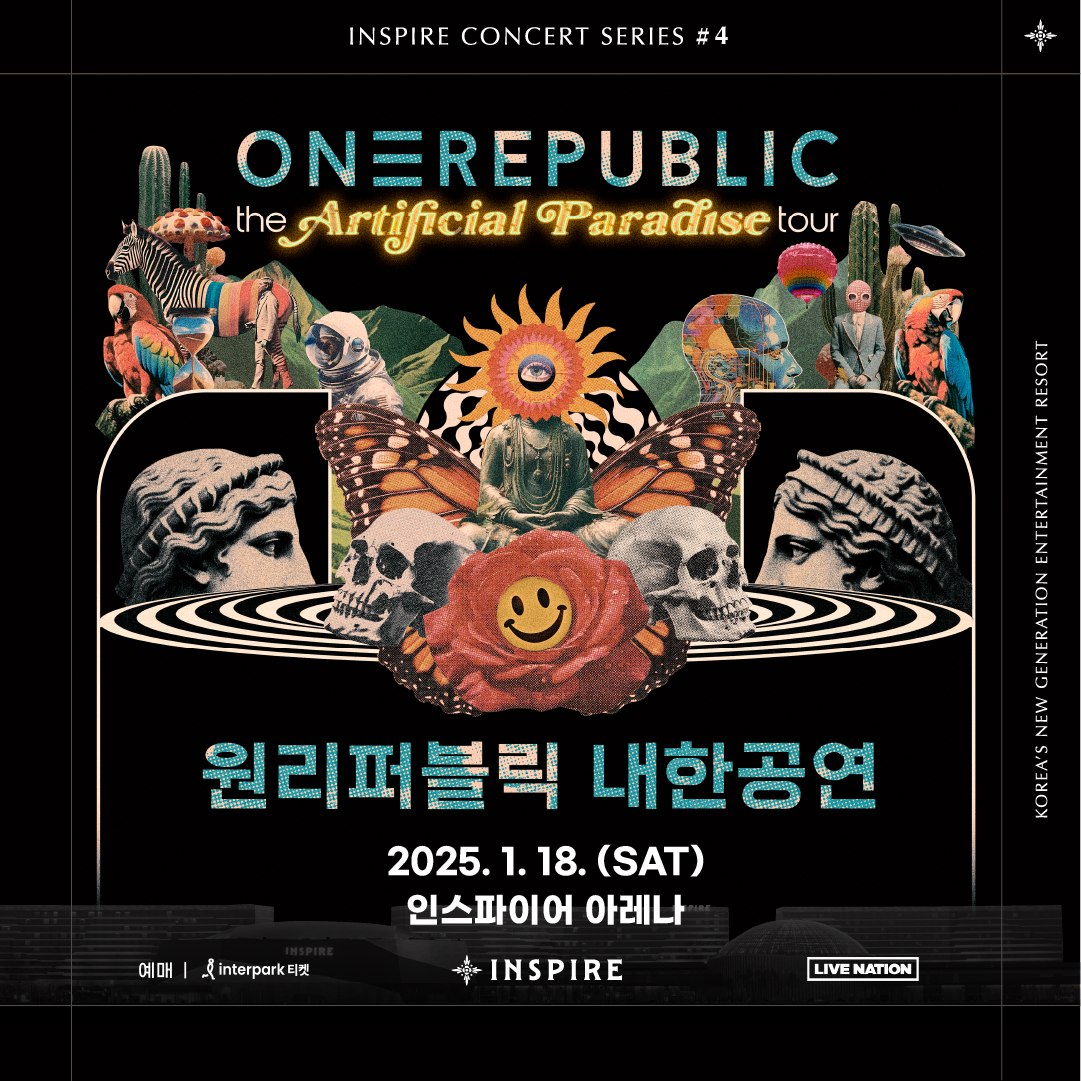 INSPIRE CONCERT SERIES #4
ONEREPUBLIC
the Artificial Paradise tour
KOREA'S NEW GENERATION ENTERTAINMENT RESORT
원리퍼블릭 내한공연
2025. 1. 18. (SAT)
인스파이어 아레나
INSPIRE
INSPIRE
예매 | interpark 티켓
INSPIRE
LIVE NATION